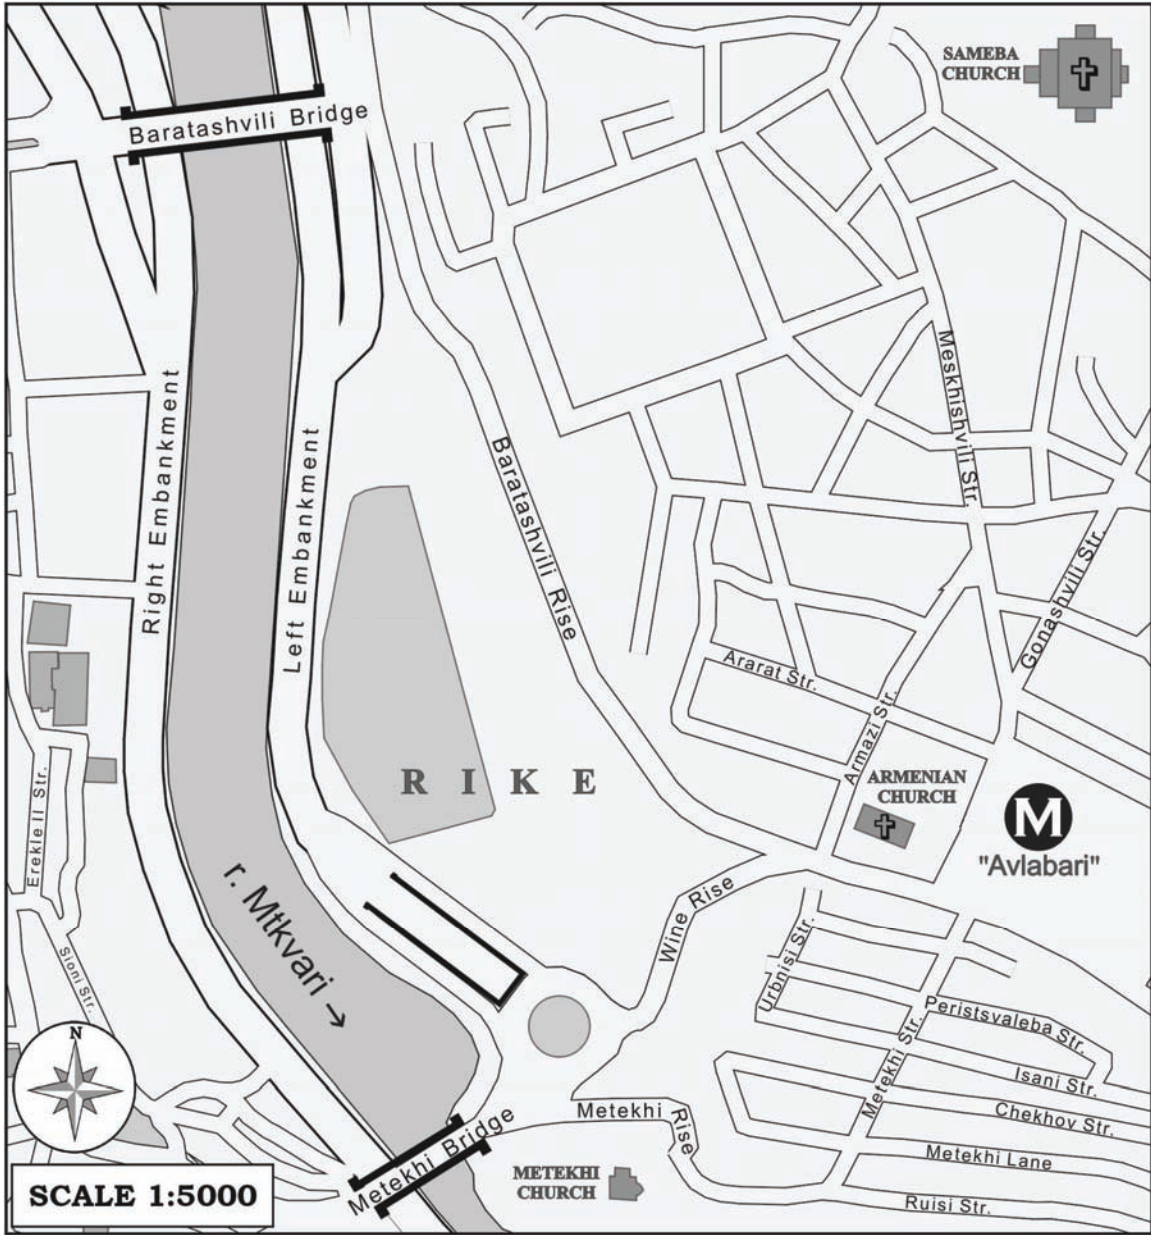 SAMEBA
CHURCH
Baratashvili Bridge
Right Embankment
Left Embankment
Baratashvili Rise
Meskhishvili Str.
Gonashvili Str.
Ararat Str.
Armazi Str.
R I K E
ARMENIAN
CHURCH
M
"Avlabari"
Erekle II Str.
Sioni Str.
r. Mtkvari →
Wine Rise
Urbnisi Str.
Metekhi Str.
Peristsvaleba Str.
Isani Str.
Chekhov Str.
Metekhi Lane
Ruisi Str.
Metekhi Rise
Metekhi Bridge
METEKHI
CHURCH
N
SCALE 1:5000